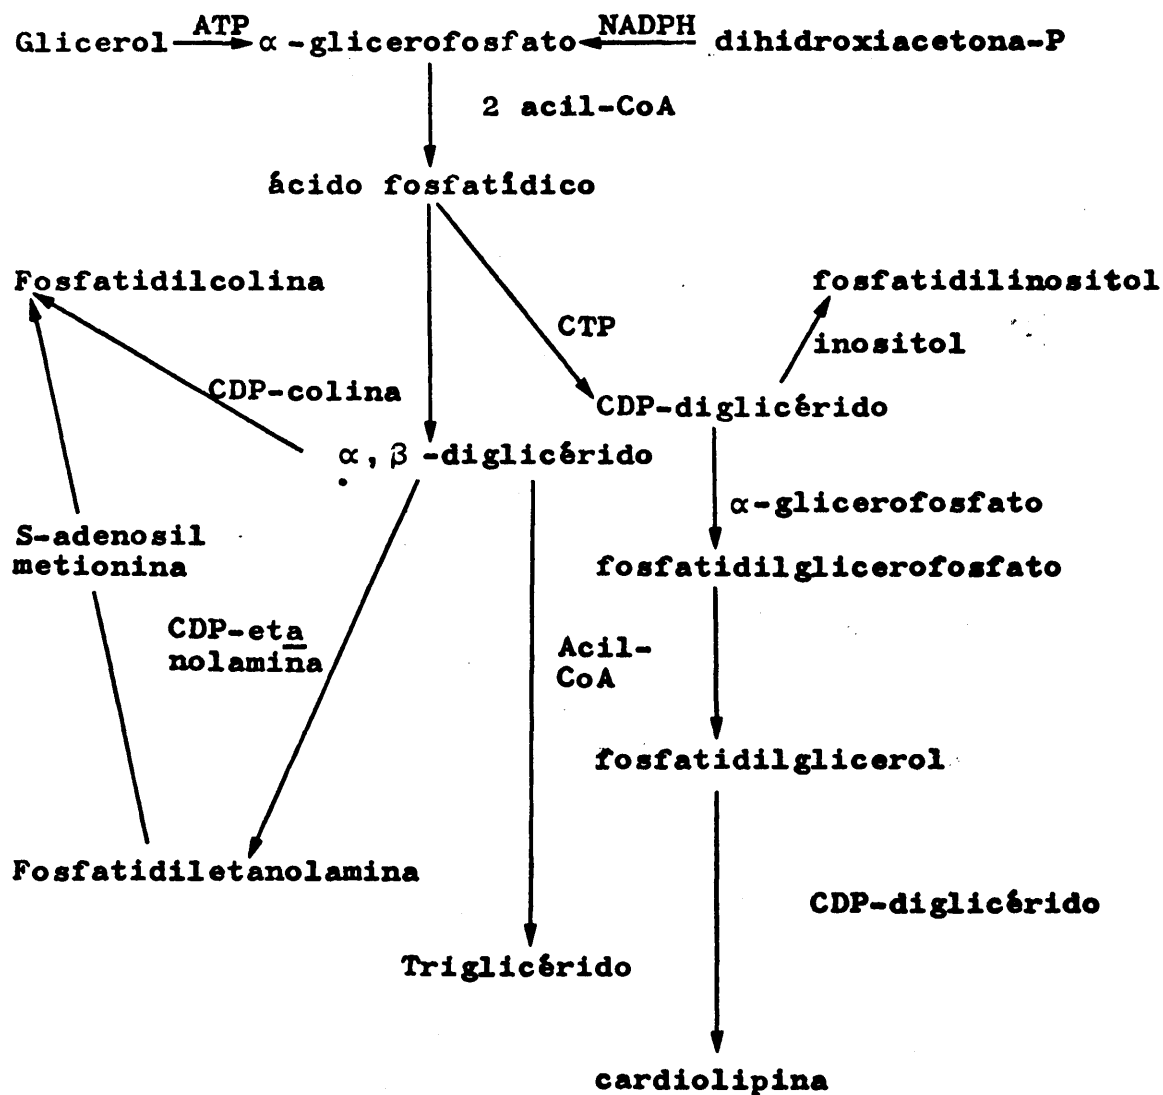 ATP
NADPH
Glicerol α-glicerofosfato dihidroxiacetona-P
2 acil-CoA
ácido fosfatídico
Fosfatidilcolina fosfatidilinositol
CTP
inositol
CDP-colina
CDP-diglicérido
α, β-diglicérido
α-glicerofosfato
S-adenosil
metionina
fosfatidilglicerofosfato
CDP-eta
nolamina
Acil-
CoA
fosfatidilglicerol
Fosfatidiletanolamina
CDP-diglicérido
Triglicérido
cardiolipina